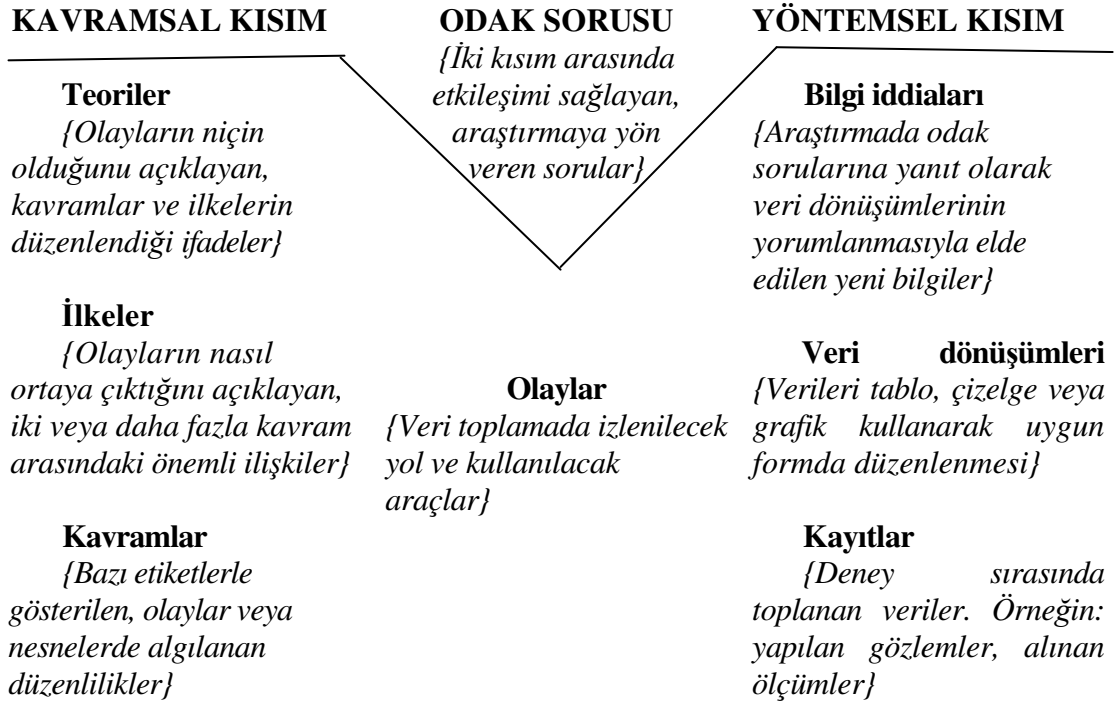 KAVRAMSAL KISIM
Teoriler
{Olayların niçin
olduğunu açıklayan,
kavramlar ve ilkelerin
düzenlendiği ifadeler}
İlkeler
{Olayların nasıl
ortaya çıktığını açıklayan,
iki veya daha fazla kavram
arasındaki önemli ilişkiler}
Kavramlar
{Bazı etiketlerle
gösterilen, olaylar veya
nesnelerde algılanan
düzenlilikler}
ODAK SORUSU
{İki kısım arasında
etkileşimi sağlayan,
araştırmaya yön
veren sorular}
Olaylar
{Veri toplamada izlenilecek
yol ve kullanılacak
araçlar}
YÖNTEMSEL KISIM
Bilgi iddiaları
{Araştırmada odak
sorularına yanıt olarak
veri dönüşümlerinin
yorumlanmasıyla elde
edilen yeni bilgiler}
Veri dönüşümleri
{Verileri tablo, çizelge veya
grafik kullanarak uygun
formda düzenlenmesi}
Kayıtlar
{Deney sırasında
toplanan veriler. Örneğin:
yapılan gözlemler, alınan
ölçümler}